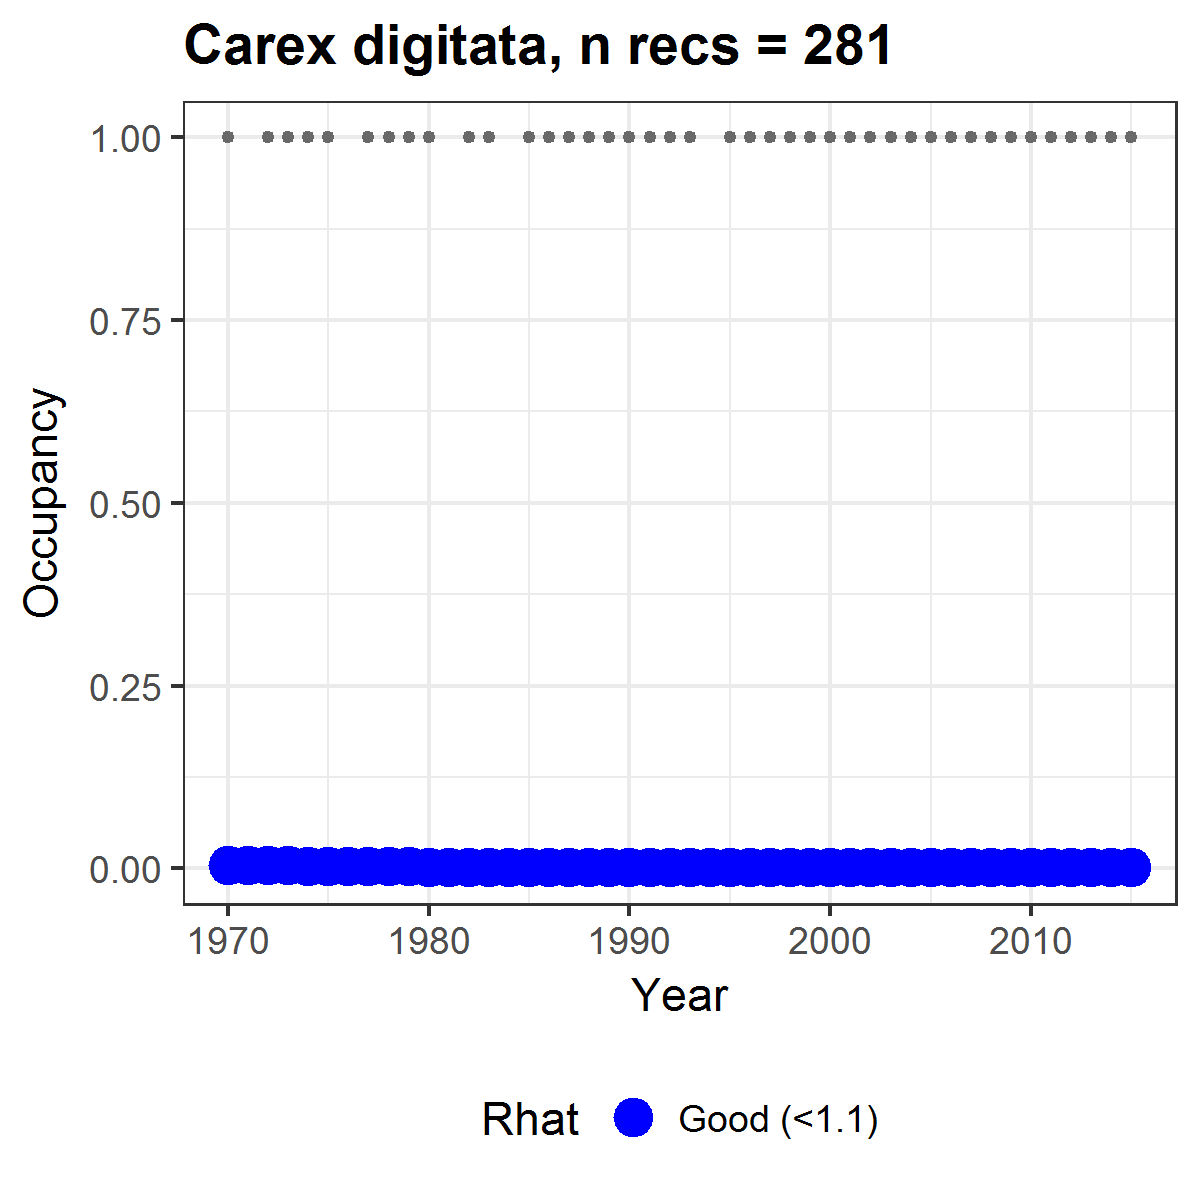 Carex digitata, n recs = 281
1.00
0.75
0.50
0.25
0.00
Occupancy
1970 1980 1990 2000 2010
Year
Rhat Good (<1.1)